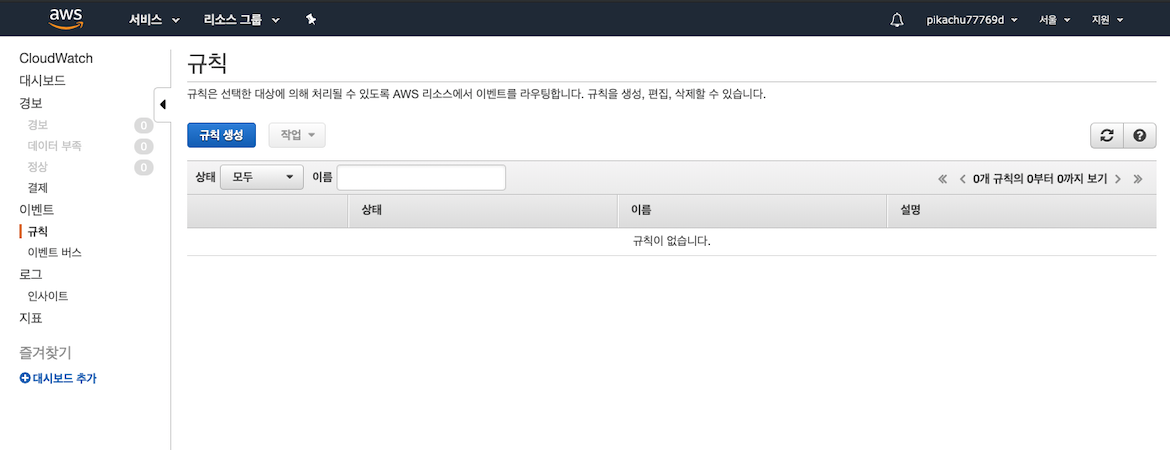 aws 서비스 리소스 그룹 pikachu77769d 서울 지원
CloudWatch
대시보드
경보
경보 0
데이터 부족 0
정상 0
결제
이벤트
규칙
이벤트 버스
로그
인사이트
지표
즐겨찾기
대시보드 추가
규칙
규칙은 선택한 대상에 의해 처리될 수 있도록 AWS 리소스에서 이벤트를 라우팅합니다. 규칙을 생성, 편집, 삭제할 수 있습니다.
규칙 생성 작업
상태 모두 이름 0개 규칙의 0부터 0까지 보기
상태 이름 설명
규칙이 없습니다.